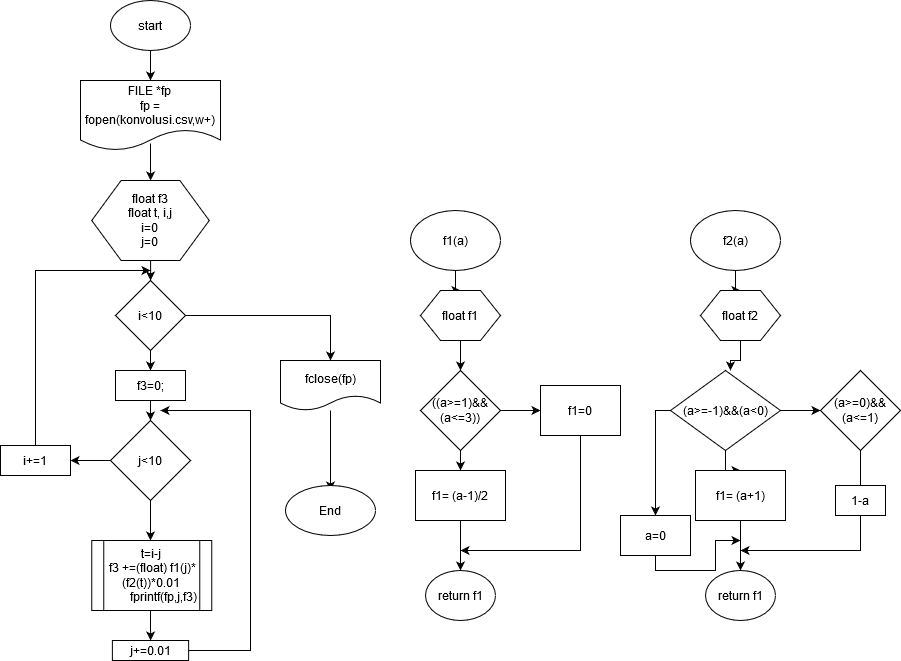 start
FILE *fp
fp =
fopen(konvolusi.csv,w+)
float f3
float t, i,j
i=0
j=0
i<10
f3=0;
j<10
i+=1
t=i-j
f3 +=(float) f1(j)*
(f2(t))*0.01
fprintf(fp,j,f3)
j+=0.01
fclose(fp)
End
f1(a)
float f1
((a>=1)&&
(a<=3))
f1=0
f1= (a-1)/2
return f1
f2(a)
float f2
(a>=-1)&&(a<0)
(a>=0)&&
(a<=1)
f1= (a+1)
1-a
a=0
return f1